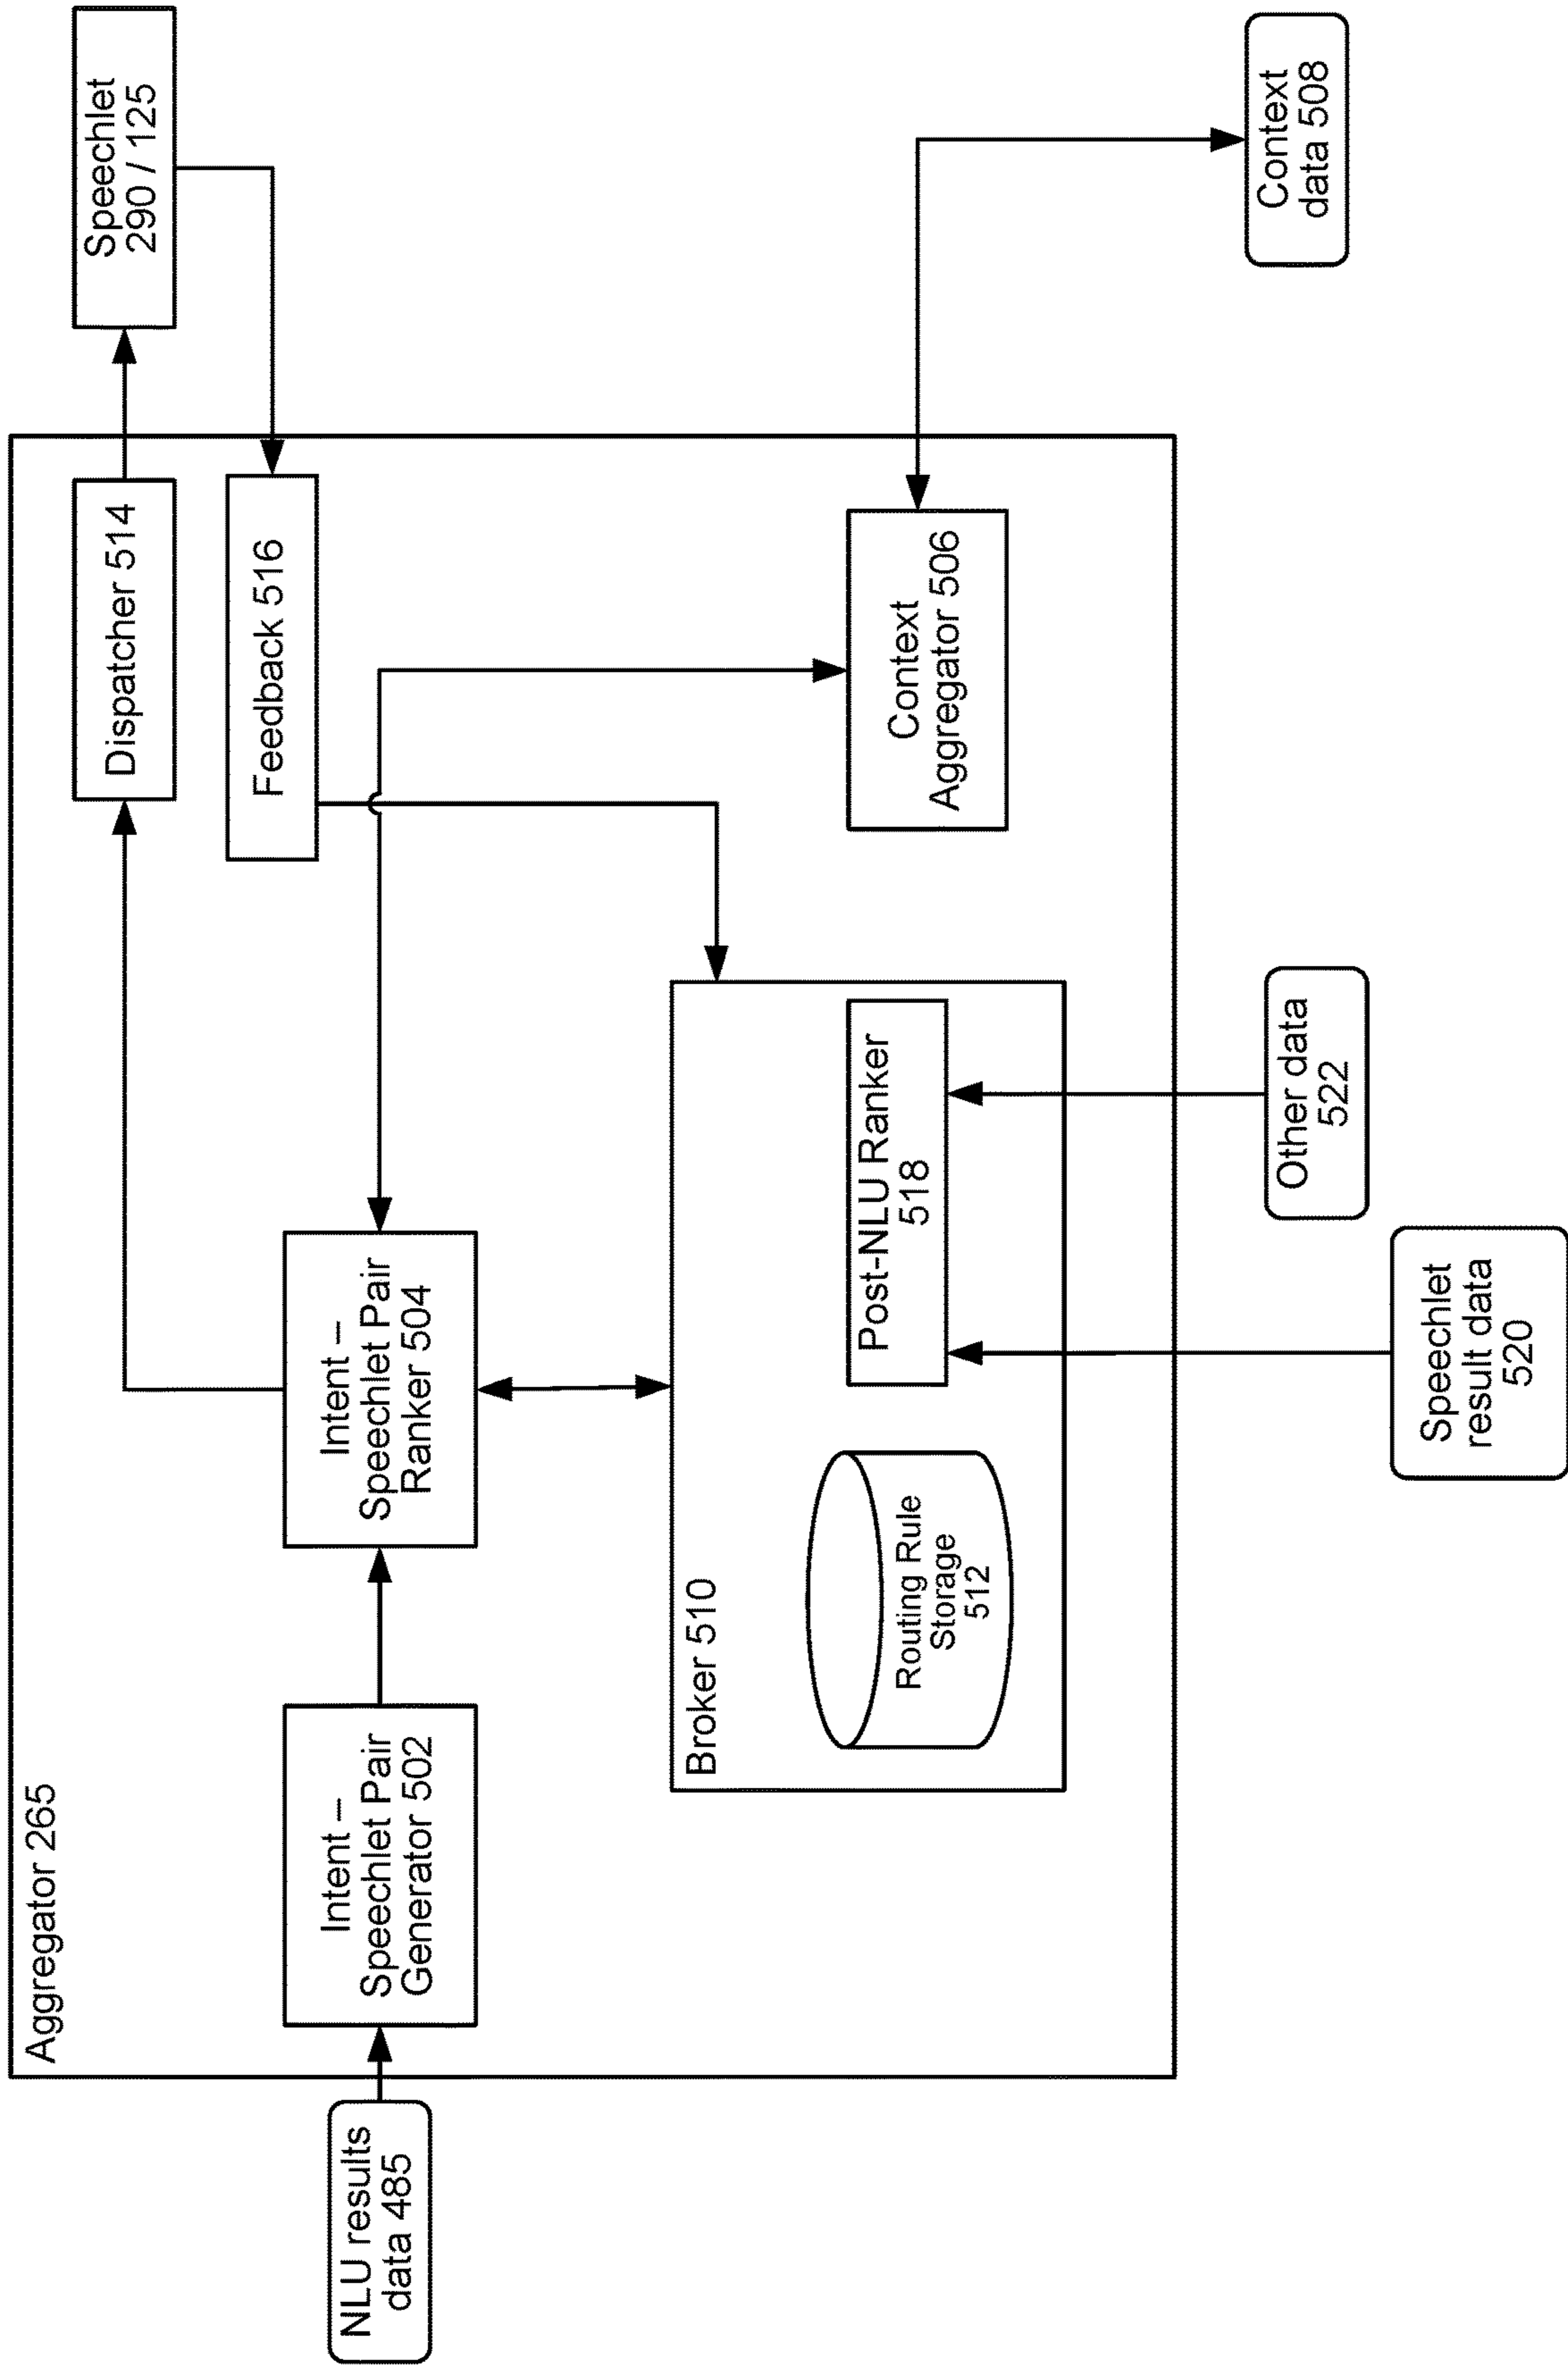 Aggregator 265
Dispatcher 514
Speechlet
290 / 125
Feedback 516
NLU results
data 485
Intent –
Speechlet Pair
Generator 502
Intent –
Speechlet Pair
Ranker 504
Broker 510
Routing Rule
Storage
512
Post-NLU Ranker
518
Context
Aggregator 506
Context
data 508
Other data
522
Speechlet
result data
520